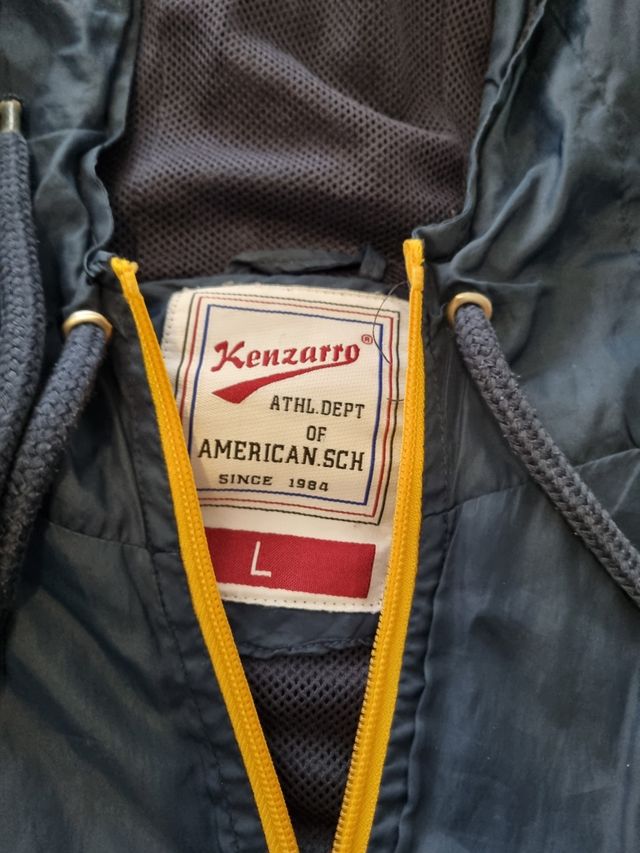 Kenzarro®
ATHL.DEPT
OF
AMERICAN.SCH
SINCE 1984
L